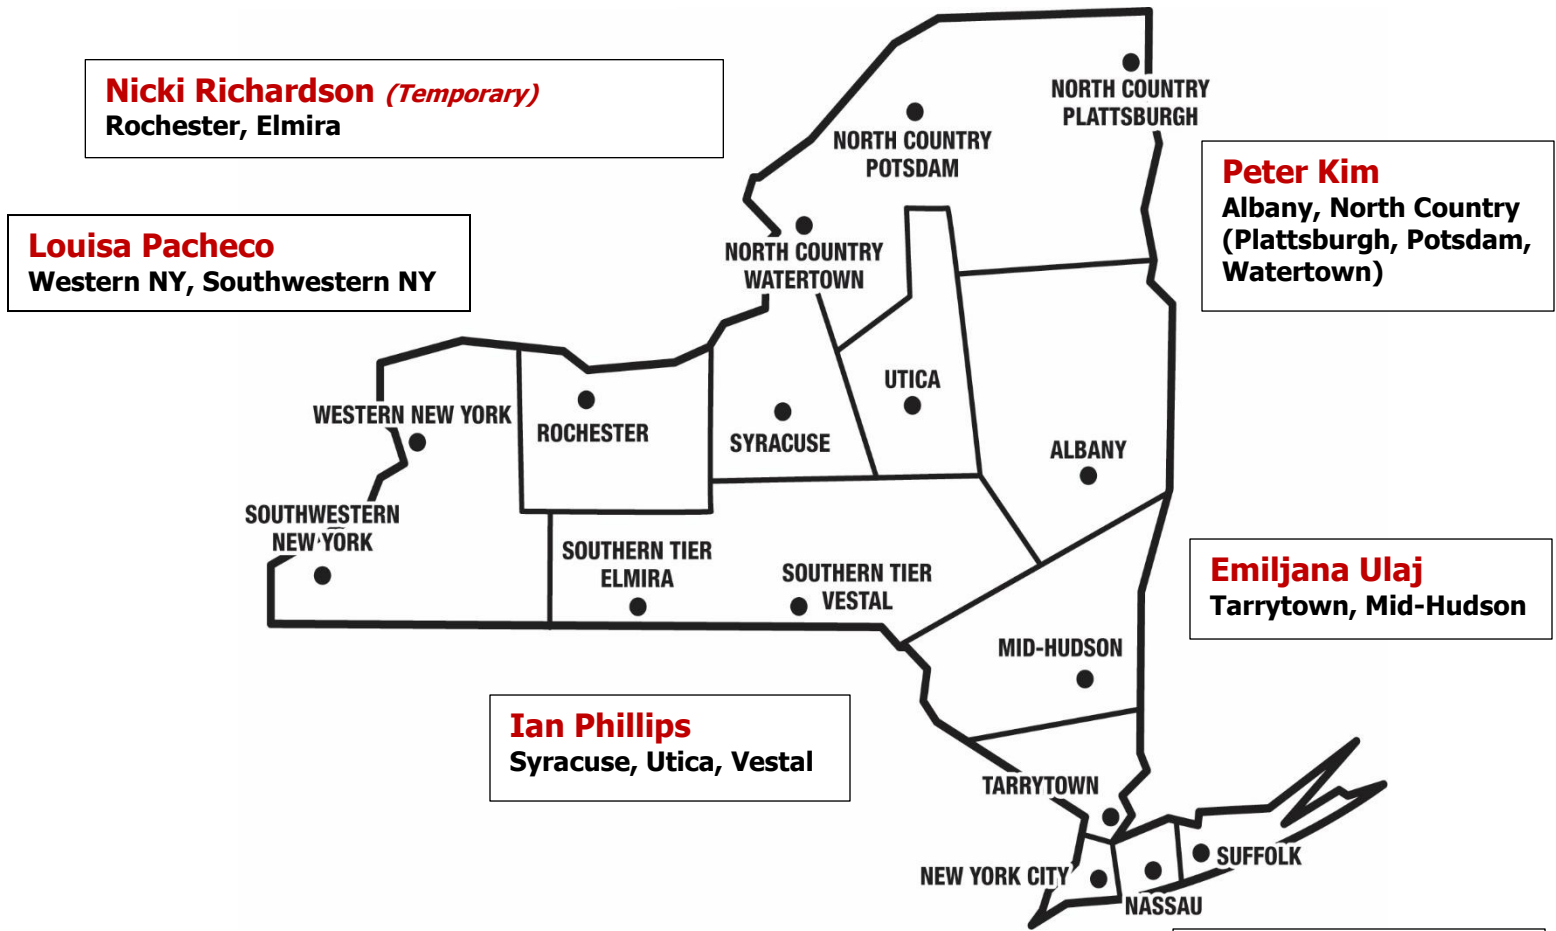 Nicki Richardson (Temporary)
Rochester, Elmira
NORTH COUNTRY
PLATTSBURGH
NORTH COUNTRY
POTSDAM
Peter Kim
Albany, North Country
(Plattsburgh, Potsdam,
Watertown)
Louisa Pacheco
Western NY, Southwestern NY
NORTH COUNTRY
WATERTOWN
UTICA
WESTERN NEW YORK
ROCHESTER
SYRACUSE
ALBANY
SOUTHWESTERN
NEW YORK
SOUTHERN TIER
ELMIRA
SOUTHERN TIER
VESTAL
Emiljana Ulaj
Tarrytown, Mid-Hudson
MID-HUDSON
Ian Phillips
Syracuse, Utica, Vestal
TARRYTOWN
SUFFOLK
NEW YORK CITY
NASSAU